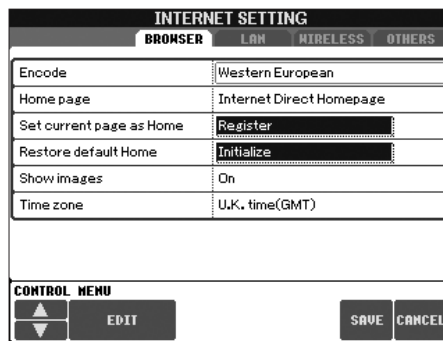 INTERNET SETTING
BROWSER LAN WIRELESS OTHERS
Encode Western European
Home page Internet Direct Homepage
Set current page as Home Register
Restore default Home Initialize
Show images On
Time zone U.K. time(GMT)
CONTROL MENU
EDIT SAVE CANCEL